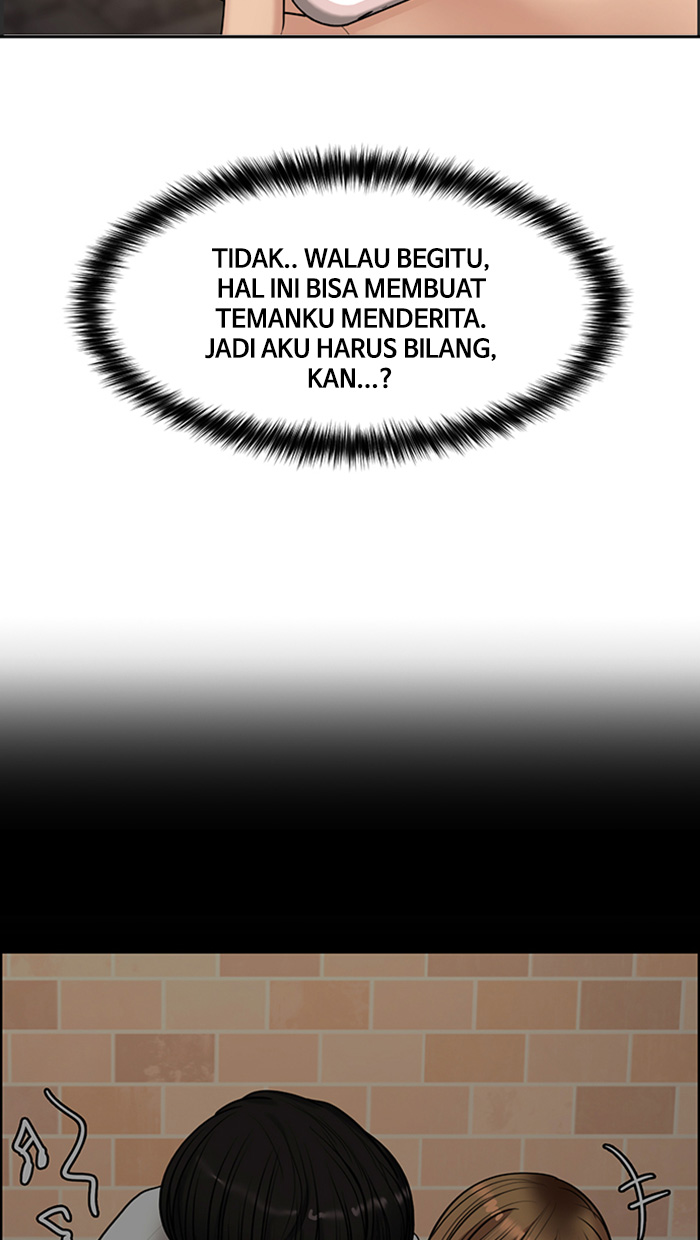 TIDAK.. WALAU BEGITU,
HAL INI BISA MEMBUAT
TEMANKU MENDERITA.
JADI AKU HARUS BILANG,
KAN...?